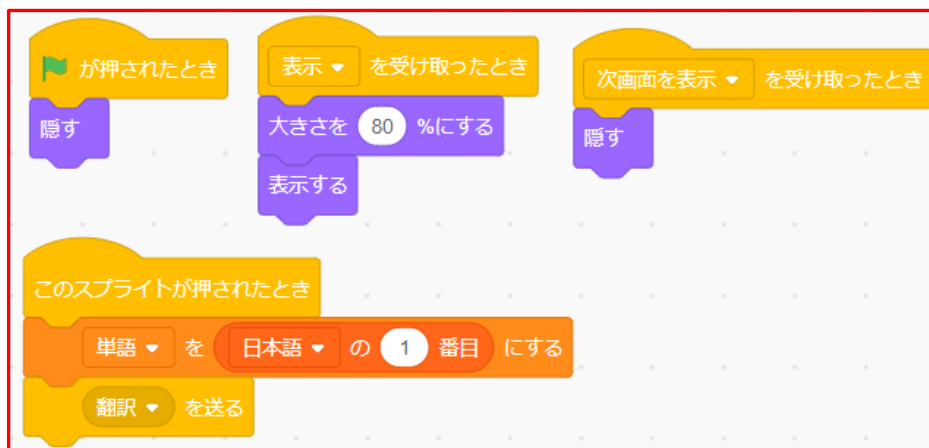 が押されたとき
隠す
表示 を受け取ったとき
大きさを 80 %にする
表示する
次画面を表示 を受け取ったとき
隠す
このスプライトが押されたとき
単語 を 日本語 の 1 番目 にする
翻訳 を送る